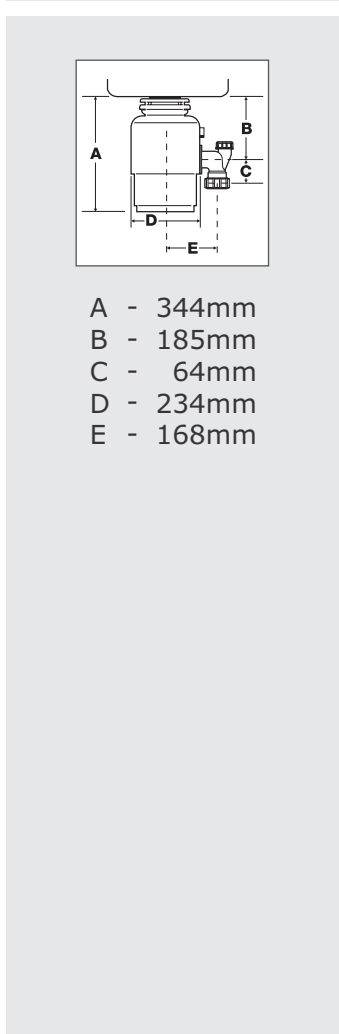 A
B
C
D
E
A - 344mm
B - 185mm
C - 64mm
D - 234mm
E - 168mm